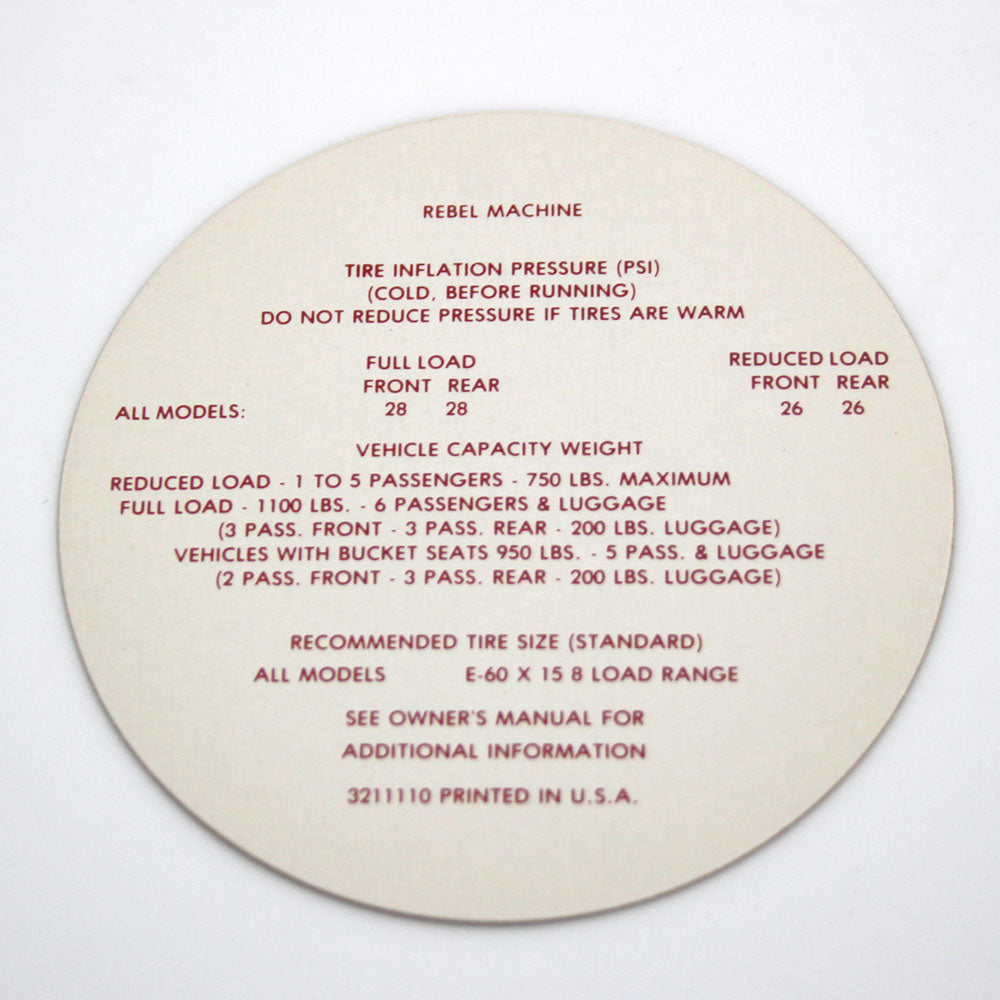 REBEL MACHINE
TIRE INFLATION PRESSURE (PSI)
(COLD, BEFORE RUNNING)
DO NOT REDUCE PRESSURE IF TIRES ARE WARM
FULL LOAD REDUCED LOAD
FRONT REAR FRONT REAR
ALL MODELS: 28 28 26 26
VEHICLE CAPACITY WEIGHT
REDUCED LOAD - 1 TO 5 PASSENGERS - 750 LBS. MAXIMUM
FULL LOAD - 1100 LBS. - 6 PASSENGERS & LUGGAGE
(3 PASS. FRONT - 3 PASS. REAR - 200 LBS. LUGGAGE)
VEHICLES WITH BUCKET SEATS 950 LBS. - 5 PASS. & LUGGAGE
(2 PASS. FRONT - 3 PASS. REAR - 200 LBS. LUGGAGE)
RECOMMENDED TIRE SIZE (STANDARD)
ALL MODELS E-60 X 15 8 LOAD RANGE
SEE OWNER'S MANUAL FOR
ADDITIONAL INFORMATION
3211110 PRINTED IN U.S.A.